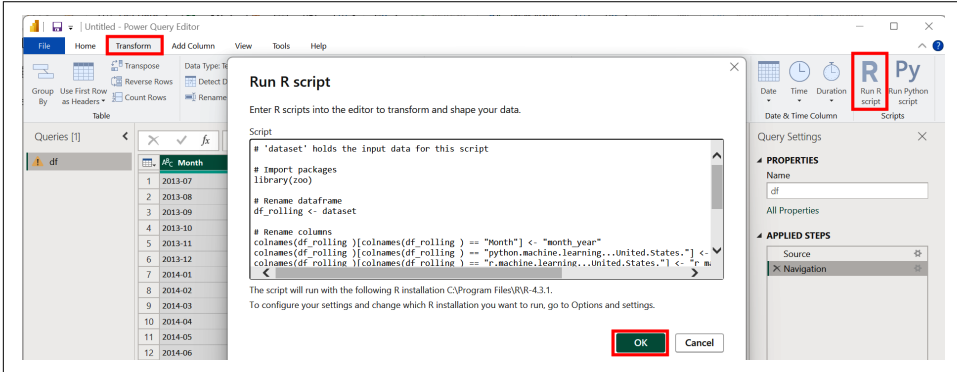 Untitled - Power Query Editor
File Home Transform Add Column View Tools Help
Transpose
Reverse Rows
Count Rows
Group By
Use First Row as Headers
Data Type:
Detect
Rename
Table
Date
Time
Duration
Run R script
Run Python script
Date & Time Column
Scripts
Queries [1]
df
fx
ABC Month
1 2013-07
2 2013-08
3 2013-09
4 2013-10
5 2013-11
6 2013-12
7 2014-01
8 2014-02
9 2014-03
10 2014-04
11 2014-05
12 2014-06
Run R script
Enter R scripts into the editor to transform and shape your data.
Script
# 'dataset' holds the input data for this script
# Import packages
library(zoo)
# Rename dataframe
df_rolling <- dataset
# Rename columns
colnames(df_rolling )[colnames(df_rolling ) == "Month"] <- "month_year"
colnames(df_rolling )[colnames(df_rolling ) == "python.machine.learning...United.States."] <-
colnames(df_rolling )[colnames(df_rolling ) == "r.machine.learning...United.States."] <- "r_m
The script will run with the following R installation C:\Program Files\R\R-4.3.1.
To configure your settings and change which R installation you want to run, go to Options and settings.
OK Cancel
Query Settings
PROPERTIES
Name
df
All Properties
APPLIED STEPS
Source
Navigation